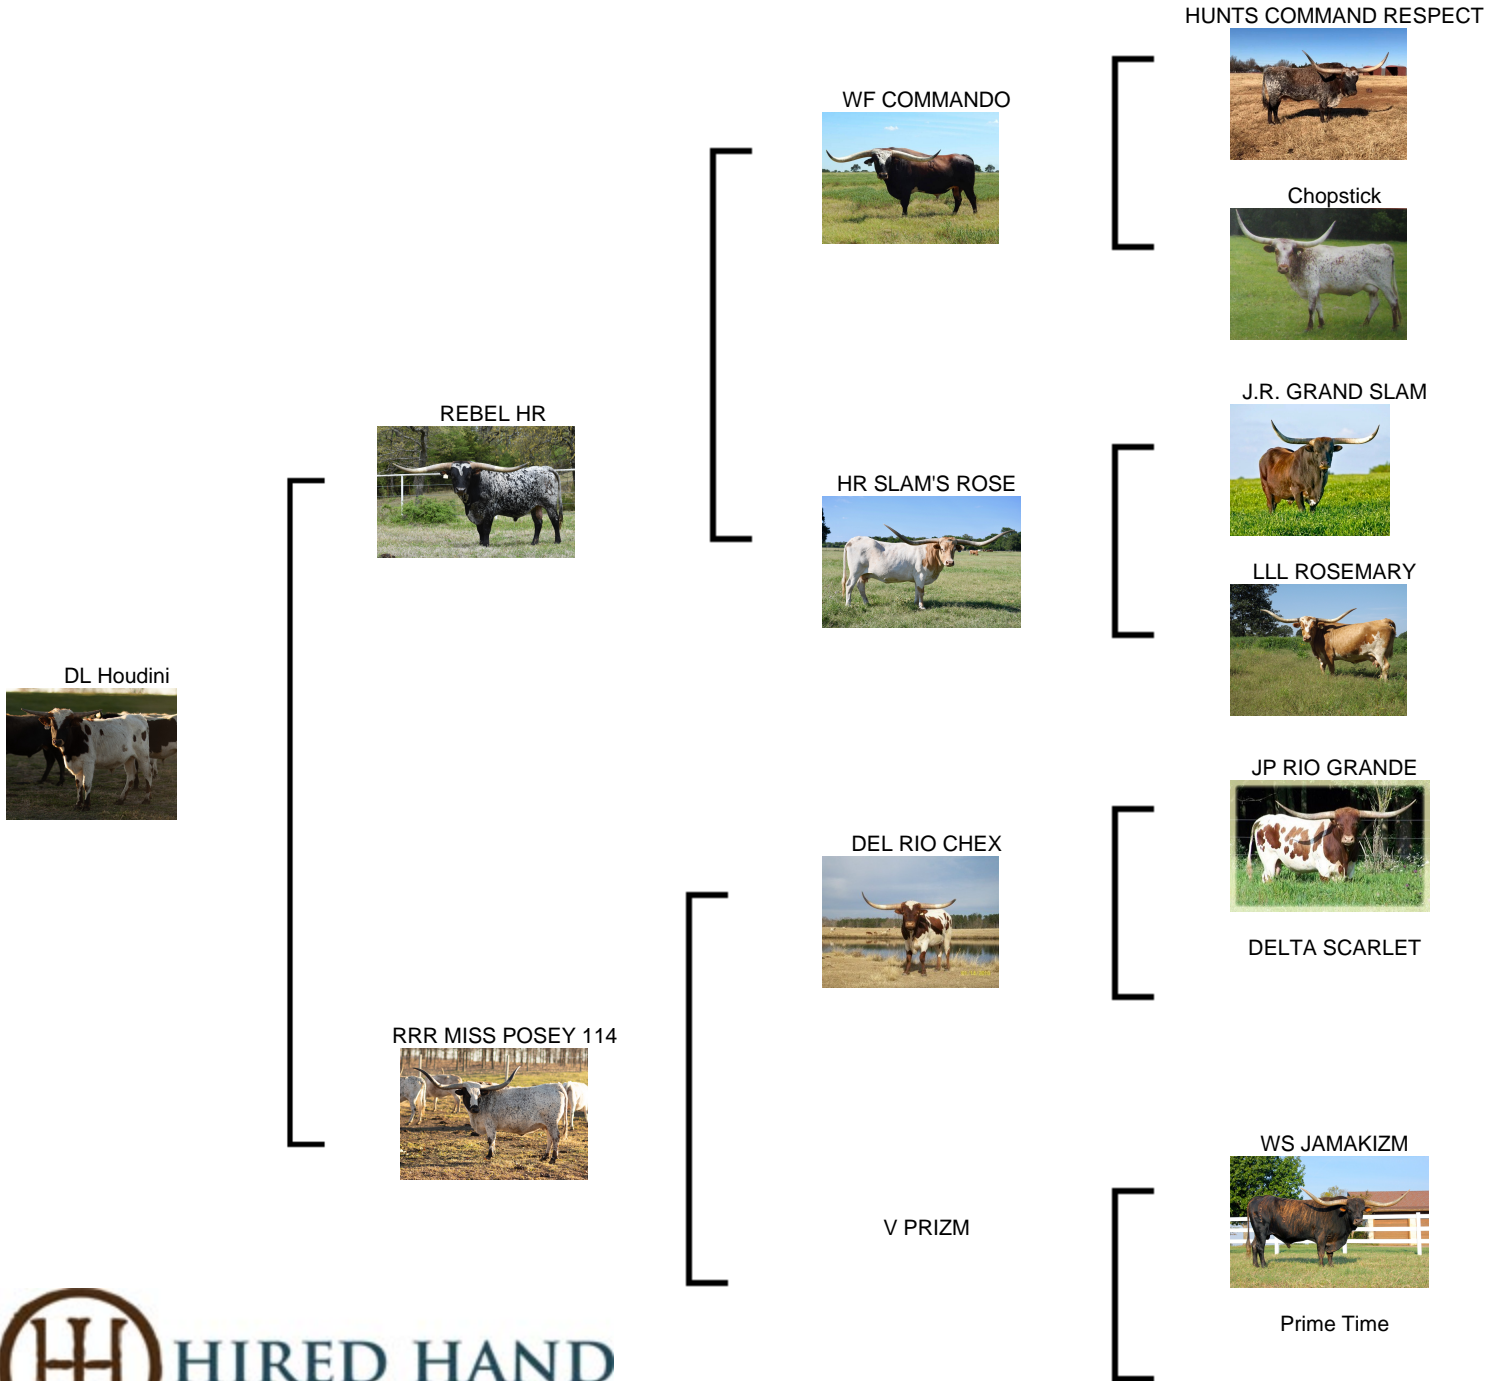 HUNTS COMMAND RESPECT
WF COMMANDO
Chopstick
J.R. GRAND SLAM
REBEL HR
HR SLAM'S ROSE
LLL ROSEMARY
DL Houdini
JP RIO GRANDE
DEL RIO CHEX
DELTA SCARLET
RRR MISS POSEY 114
WS JAMAKIZM
V PRIZM
Prime Time
HIRED HAND